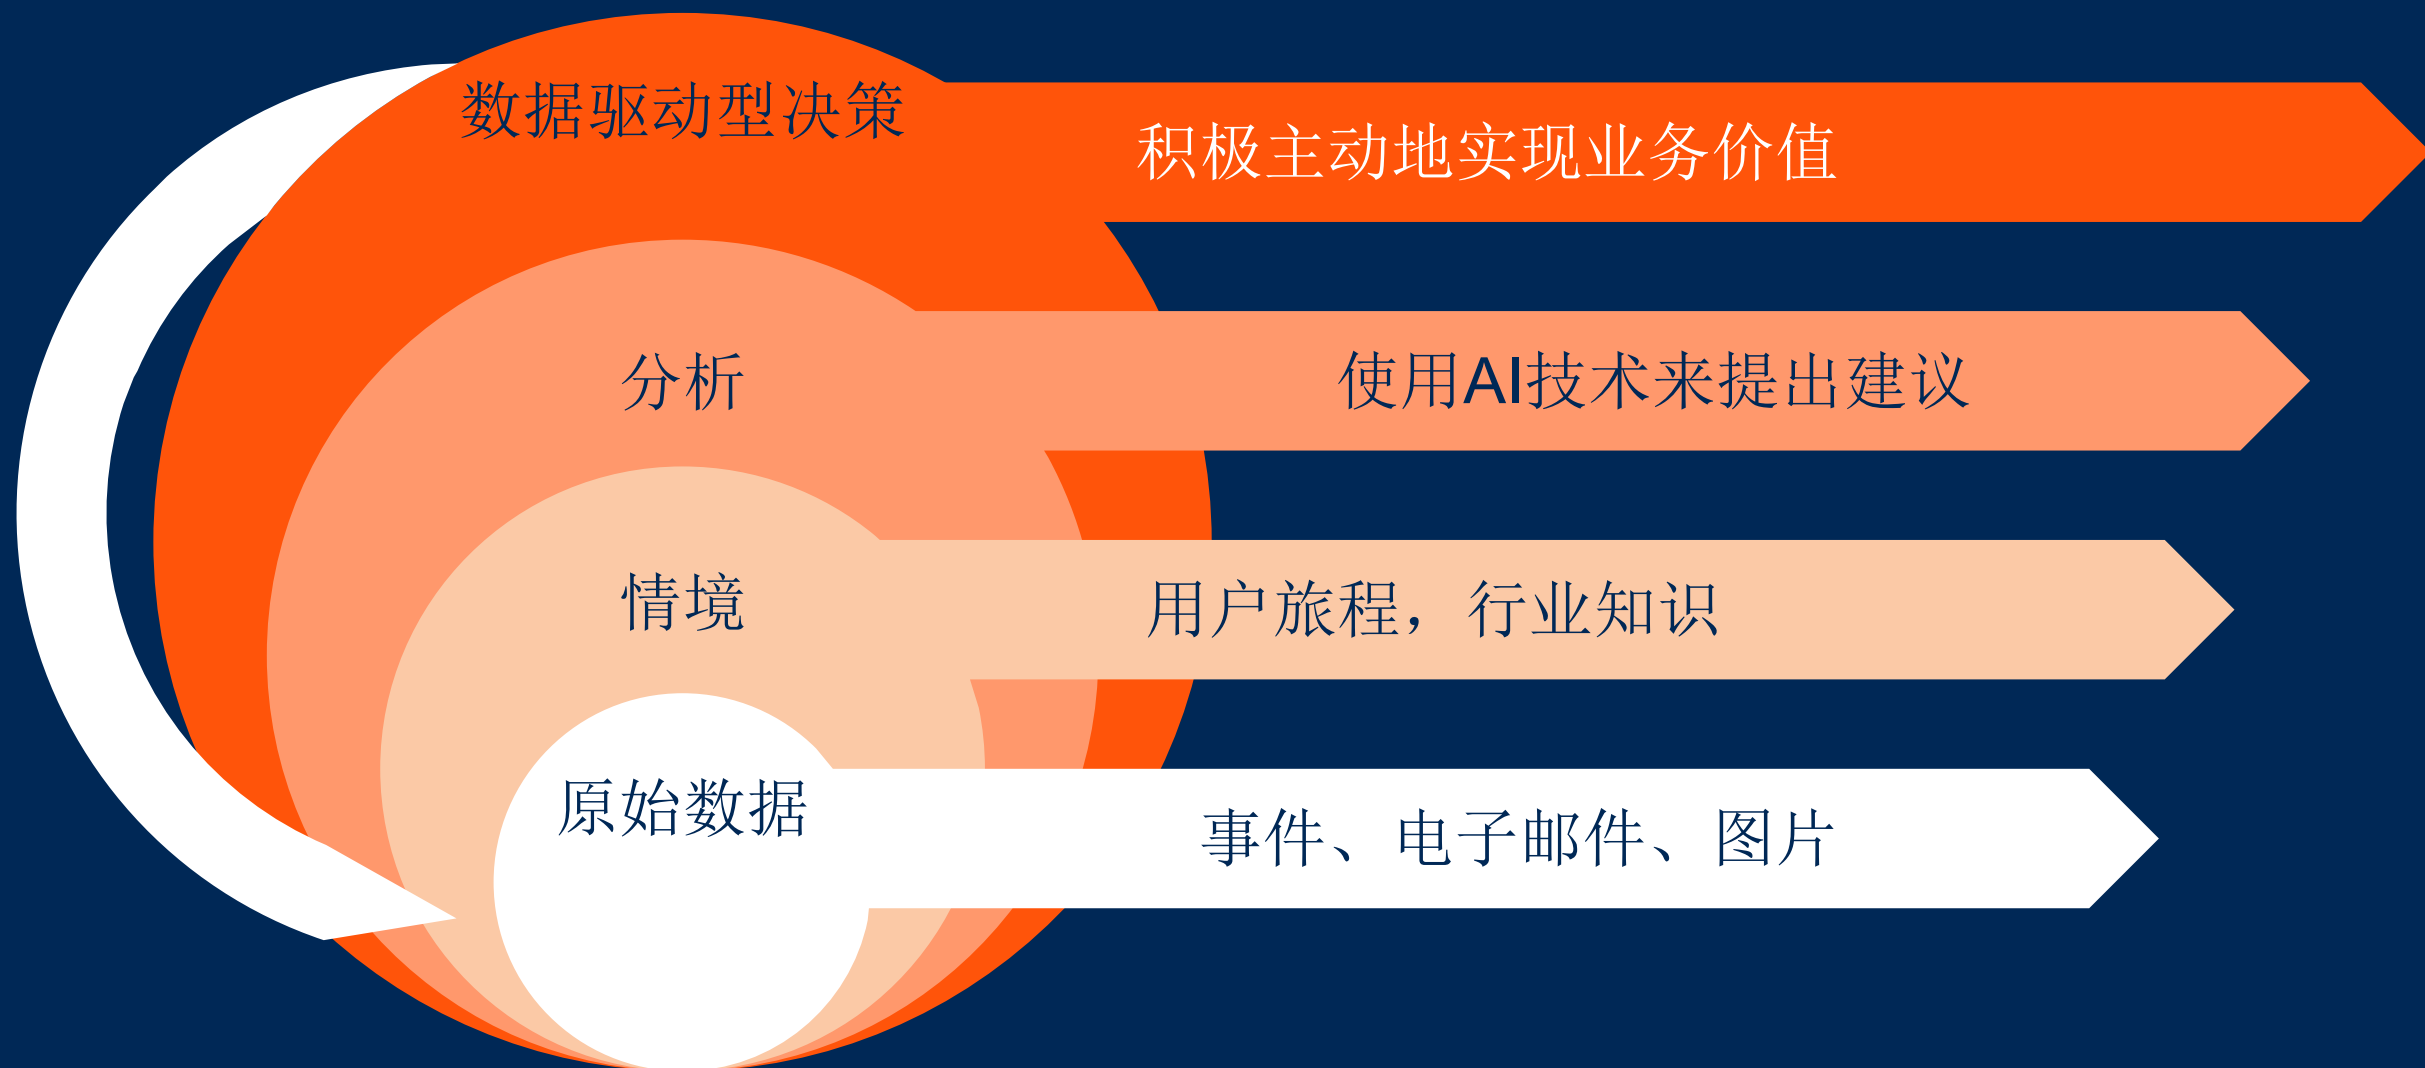 数据驱动型决策
积极主动地实现业务价值
分析
使用AI技术来提出建议
情境
用户旅程，行业知识
原始数据
事件、电子邮件、图片